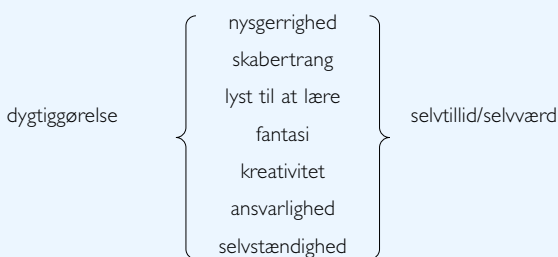 nysgerrighed
skabertrang
lyst til at lære
dygtiggørelse
fantasi
selvtillid/selvværd
kreativitet
ansvarlighed
selvstændighed